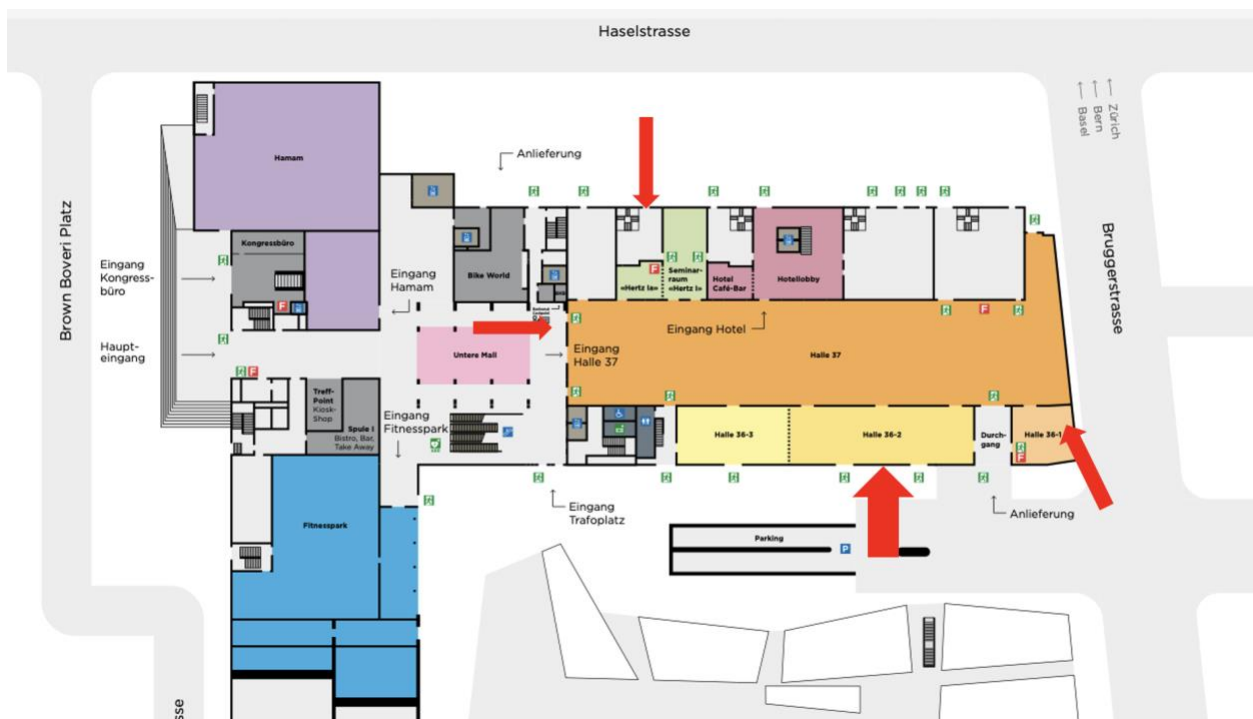 Haselstrasse
Brown Boveri Platz
Bruggerstrasse
← Zürich
← Bern
← Basel
Anlieferung
Hamam
Kongressbüro
Eingang
Kongress-
büro
Eingang
Hamam
Bike World
«Hertz Ia»
Seminar-
raum
«Hertz I»
Hotel
Café-Bar
Hotellobby
Eingang Hotel
Haupt-
eingang
Untere Mall
Eingang
Halle 37
Halle 37
Treff-
Point
Kiosk-
Shop
Spule I
Bistro, Bar,
Take Away
Eingang
Fitnesspark
Halle 36-3
Halle 36-2
Durch-
gang
Halle 36-1
Eingang
Trafoplatz
Anlieferung
Parking
P
Fitnesspark
F
F
F
F
F
sse